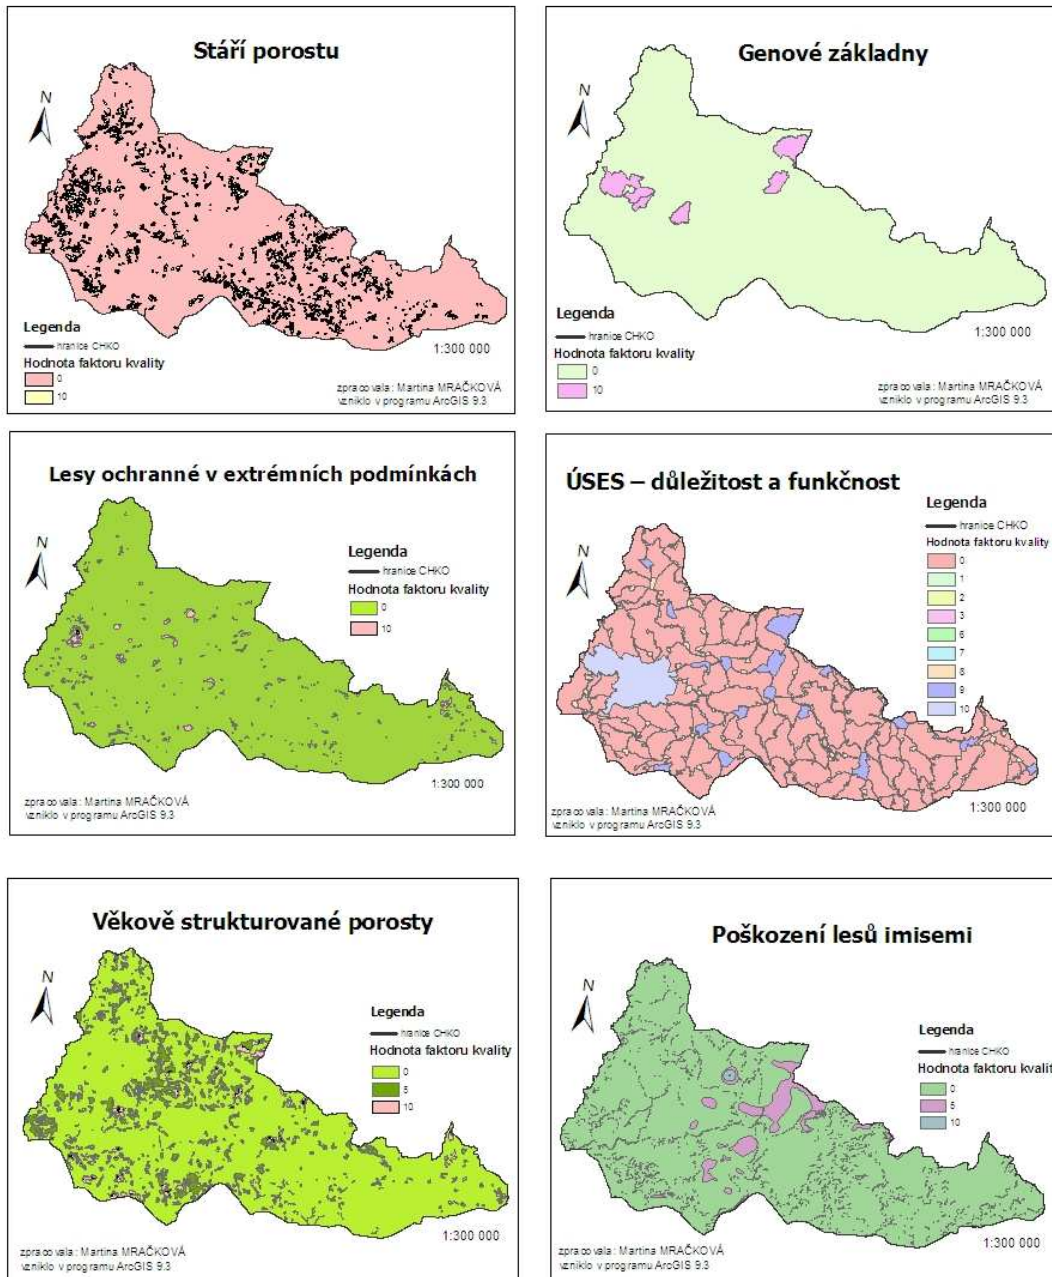 Stáří porostu
N
Legenda
hranice CHKO
Hodnota faktoru kvality
0
10
1:300 000
zpracovala: Martina MRAČKOVÁ
vzniklo v programu ArcGIS 9.3
Genové základny
N
Legenda
hranice CHKO
Hodnota faktoru kvality
0
10
1:300 000
zpracovala: Martina MRAČKOVÁ
vzniklo v programu ArcGIS 9.3
Lesy ochranné v extrémních podmínkách
N
Legenda
hranice CHKO
Hodnota faktoru kvality
0
10
1:300 000
zpracovala: Martina MRAČKOVÁ
vzniklo v programu ArcGIS 9.3
ÚSES – důležitost a funkčnost
N
Legenda
hranice CHKO
Hodnota faktoru kvality
0
1
2
3
6
7
8
9
10
1:300 000
zpracovala: Martina MRAČKOVÁ
vzniklo v programu ArcGIS 9.3
Věkově strukturované porosty
N
Legenda
hranice CHKO
Hodnota faktoru kvality
0
5
10
1:300 000
zpracovala: Martina MRAČKOVÁ
vzniklo v programu ArcGIS 9.3
Poškození lesů imisemi
N
Legenda
hranice CHKO
Hodnota faktoru kvalit
0
5
10
1:300 000
zpracovala: Martina MRAČKOVÁ
vzniklo v programu ArcGIS 9.3